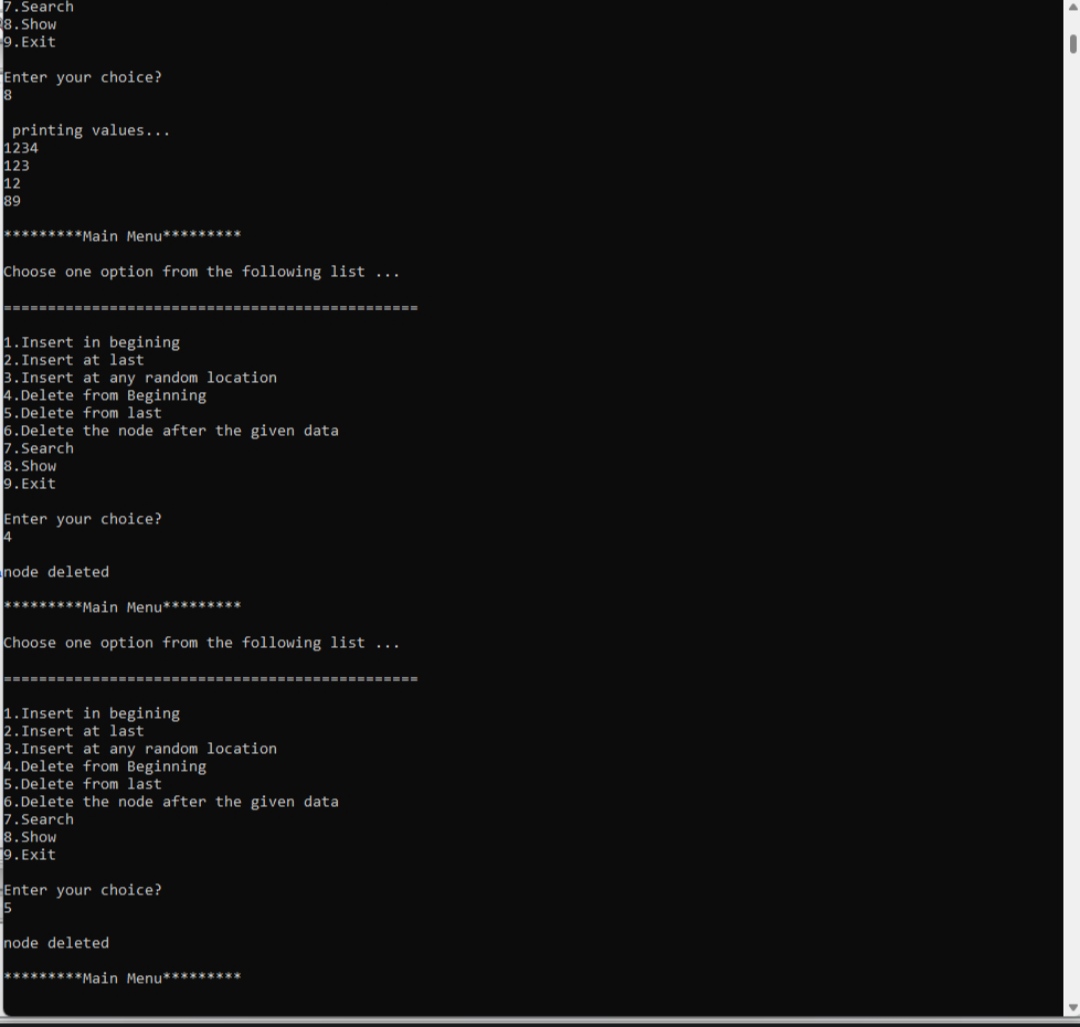 7.Search
8.Show
9.Exit
Enter your choice?
8
printing values...
1234
123
12
89
*********Main Menu*********
Choose one option from the following list ...
===============================================
1.Insert in begining
2.Insert at last
3.Insert at any random location
4.Delete from Beginning
5.Delete from last
6.Delete the node after the given data
7.Search
8.Show
9.Exit
Enter your choice?
4
node deleted
*********Main Menu*********
Choose one option from the following list ...
===============================================
1.Insert in begining
2.Insert at last
3.Insert at any random location
4.Delete from Beginning
5.Delete from last
6.Delete the node after the given data
7.Search
8.Show
9.Exit
Enter your choice?
5
node deleted
*********Main Menu*********